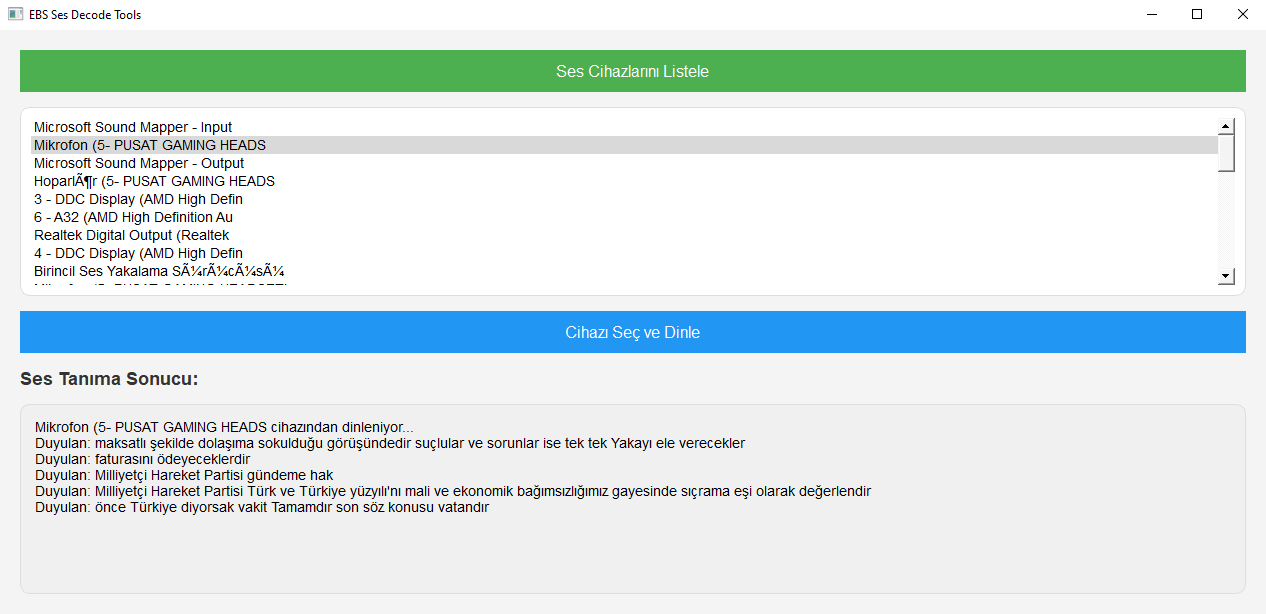 EBS Ses Decode Tools
Ses Cihazlarını Listele
Microsoft Sound Mapper - Input
Mikrofon (5- PUSAT GAMING HEADS
Microsoft Sound Mapper - Output
HoparlÃ¶r (5- PUSAT GAMING HEADS
3 - DDC Display (AMD High Defin
6 - A32 (AMD High Definition Au
Realtek Digital Output (Realtek
4 - DDC Display (AMD High Defin
Birincil Ses Yakalama SÃ¼rÃ¼cÃ¼sÃ¼
Cihazı Seç ve Dinle
Ses Tanıma Sonucu:
Mikrofon (5- PUSAT GAMING HEADS cihazından dinleniyor...
Duyulan: maksatlı şekilde dolaşıma sokulduğu görüşündedir suçlular ve sorunlar ise tek tek Yakayı ele verecekler
Duyulan: faturasını ödeyeceklerdir
Duyulan: Milliyetçi Hareket Partisi gündeme hak
Duyulan: Milliyetçi Hareket Partisi Türk ve Türkiye yüzyılı'nı mali ve ekonomik bağımsızlığımız gayesinde sıçrama eşi olarak değerlendir
Duyulan: önce Türkiye diyorsak vakit Tamamdır son söz konusu vatandır